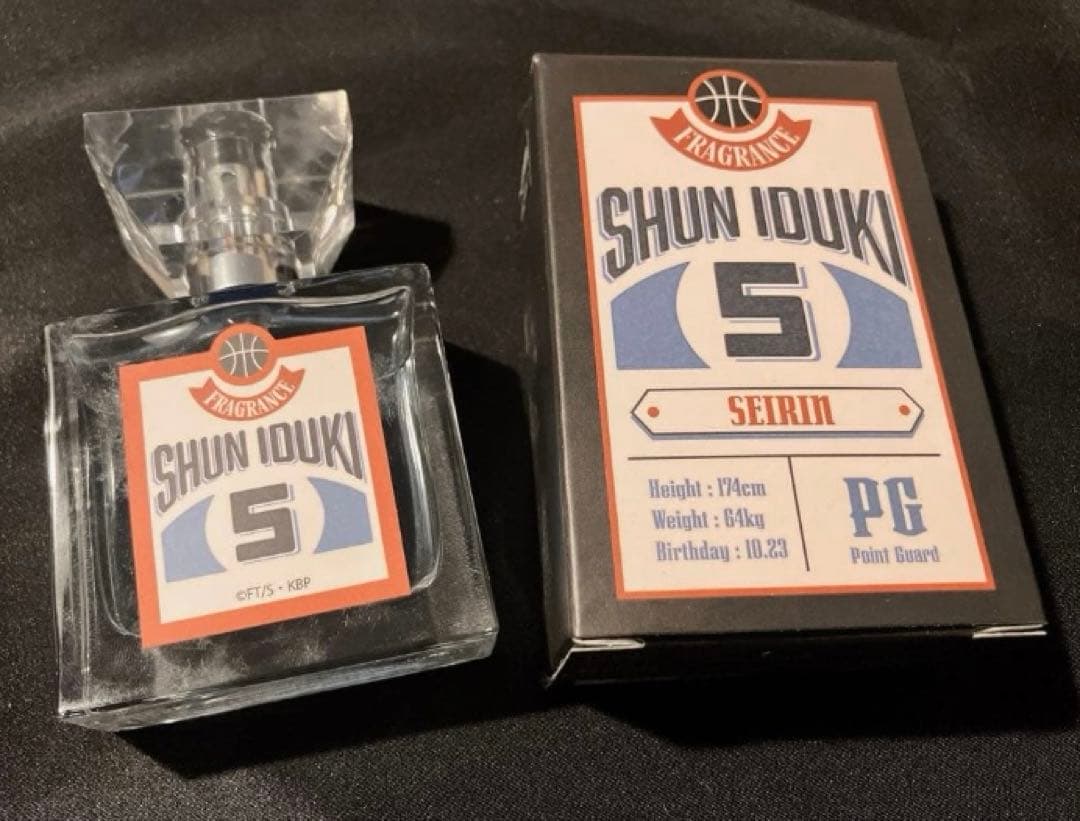 FRAGRANCE
SHUN IDUKI
5
©FT/S・KBP
FRAGRANCE
SHUN IDUKI
5
SEIRIN
Height : 174cm
Weight : 64kg
Birthday : 10.23
PG
Point Guard